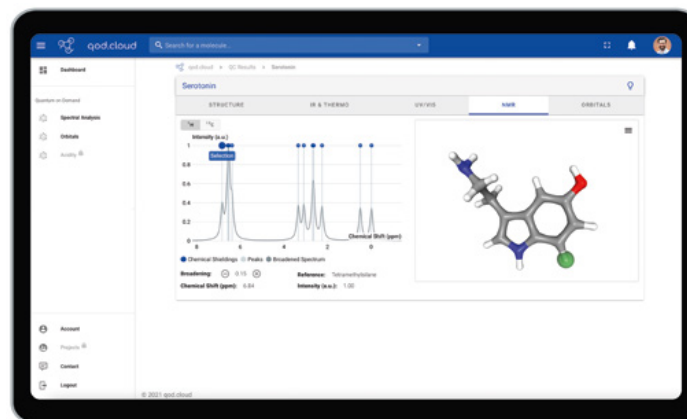 qod.cloud
Search for a molecule...
Dashboard
Quantum on Demand
Spectral Analysis
Orbitals
Acidity
Account
Projects
Contact
Logout
qod.cloud > QC Results > Serotonin
Serotonin
STRUCTURE
IR & THERMO
UV/VIS
NMR
ORBITALS
Intensity (a.u.)
1
Selection
0.8
0.6
0.4
0.2
0
8 6 4 2 0
Chemical Shift (ppm)
Chemical Shieldings Peaks Broadened Spectrum
Broadening: 0.15
Reference: Tetramethylsilane
Chemical Shift (ppm): 6.84
Intensity (a.u.): 1.00
© 2021 qod.cloud